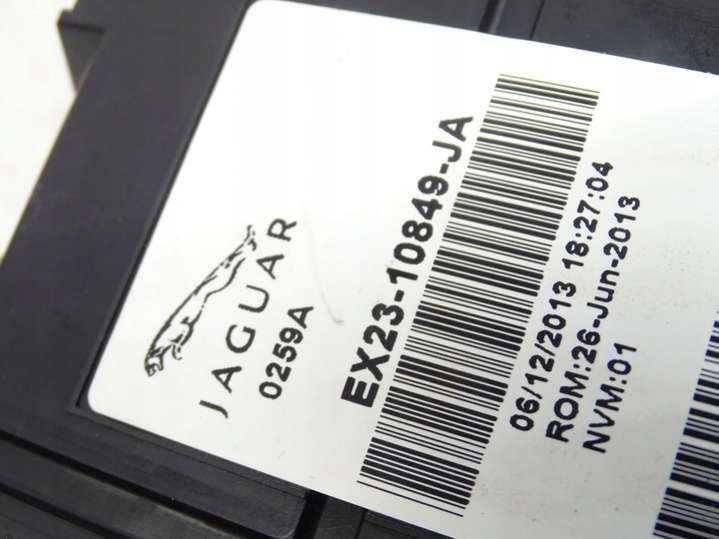 JAGUAR
0259A
EX23-10849-JA
06/12/2013 18:27:04
ROM:26-Jun-2013
NVM:01